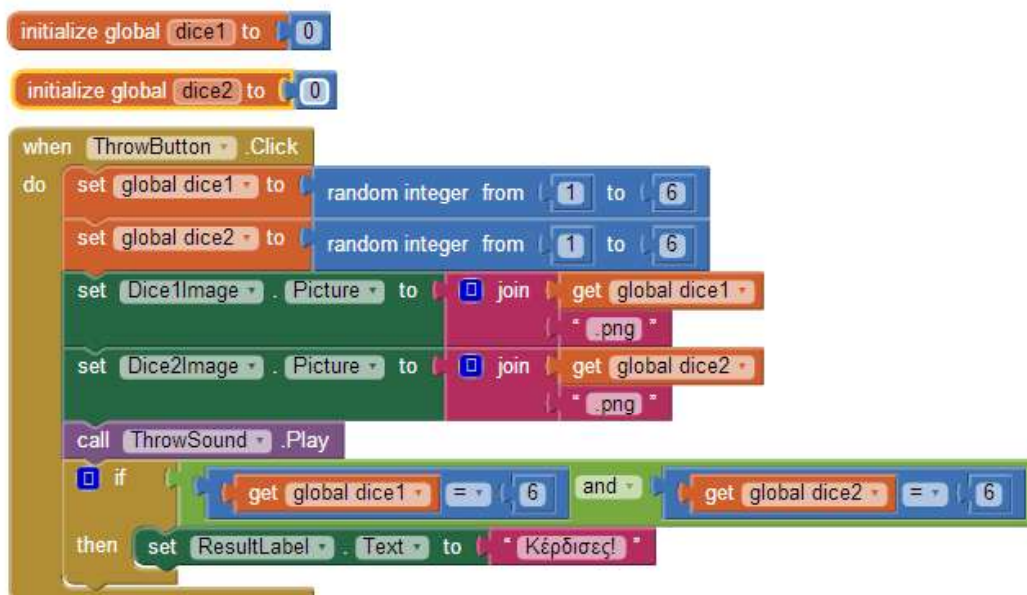 initialize global dice1 to 0
initialize global dice2 to 0
when ThrowButton .Click
do set global dice1 to random integer from 1 to 6
set global dice2 to random integer from 1 to 6
set Dice1Image . Picture to join get global dice1
" .png "
set Dice2Image . Picture to join get global dice2
" .png "
call ThrowSound .Play
if get global dice1 = 6 and get global dice2 = 6
then set ResultLabel . Text to " Κέρδισες! "